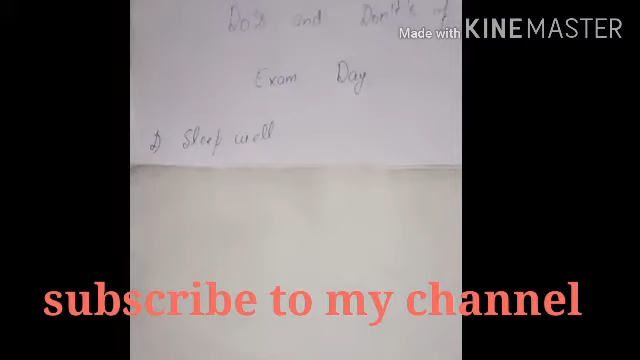 Do's and Don't's of
Made with KINEMASTER
Exam Day
1) Sleep well
subscribe to my channel